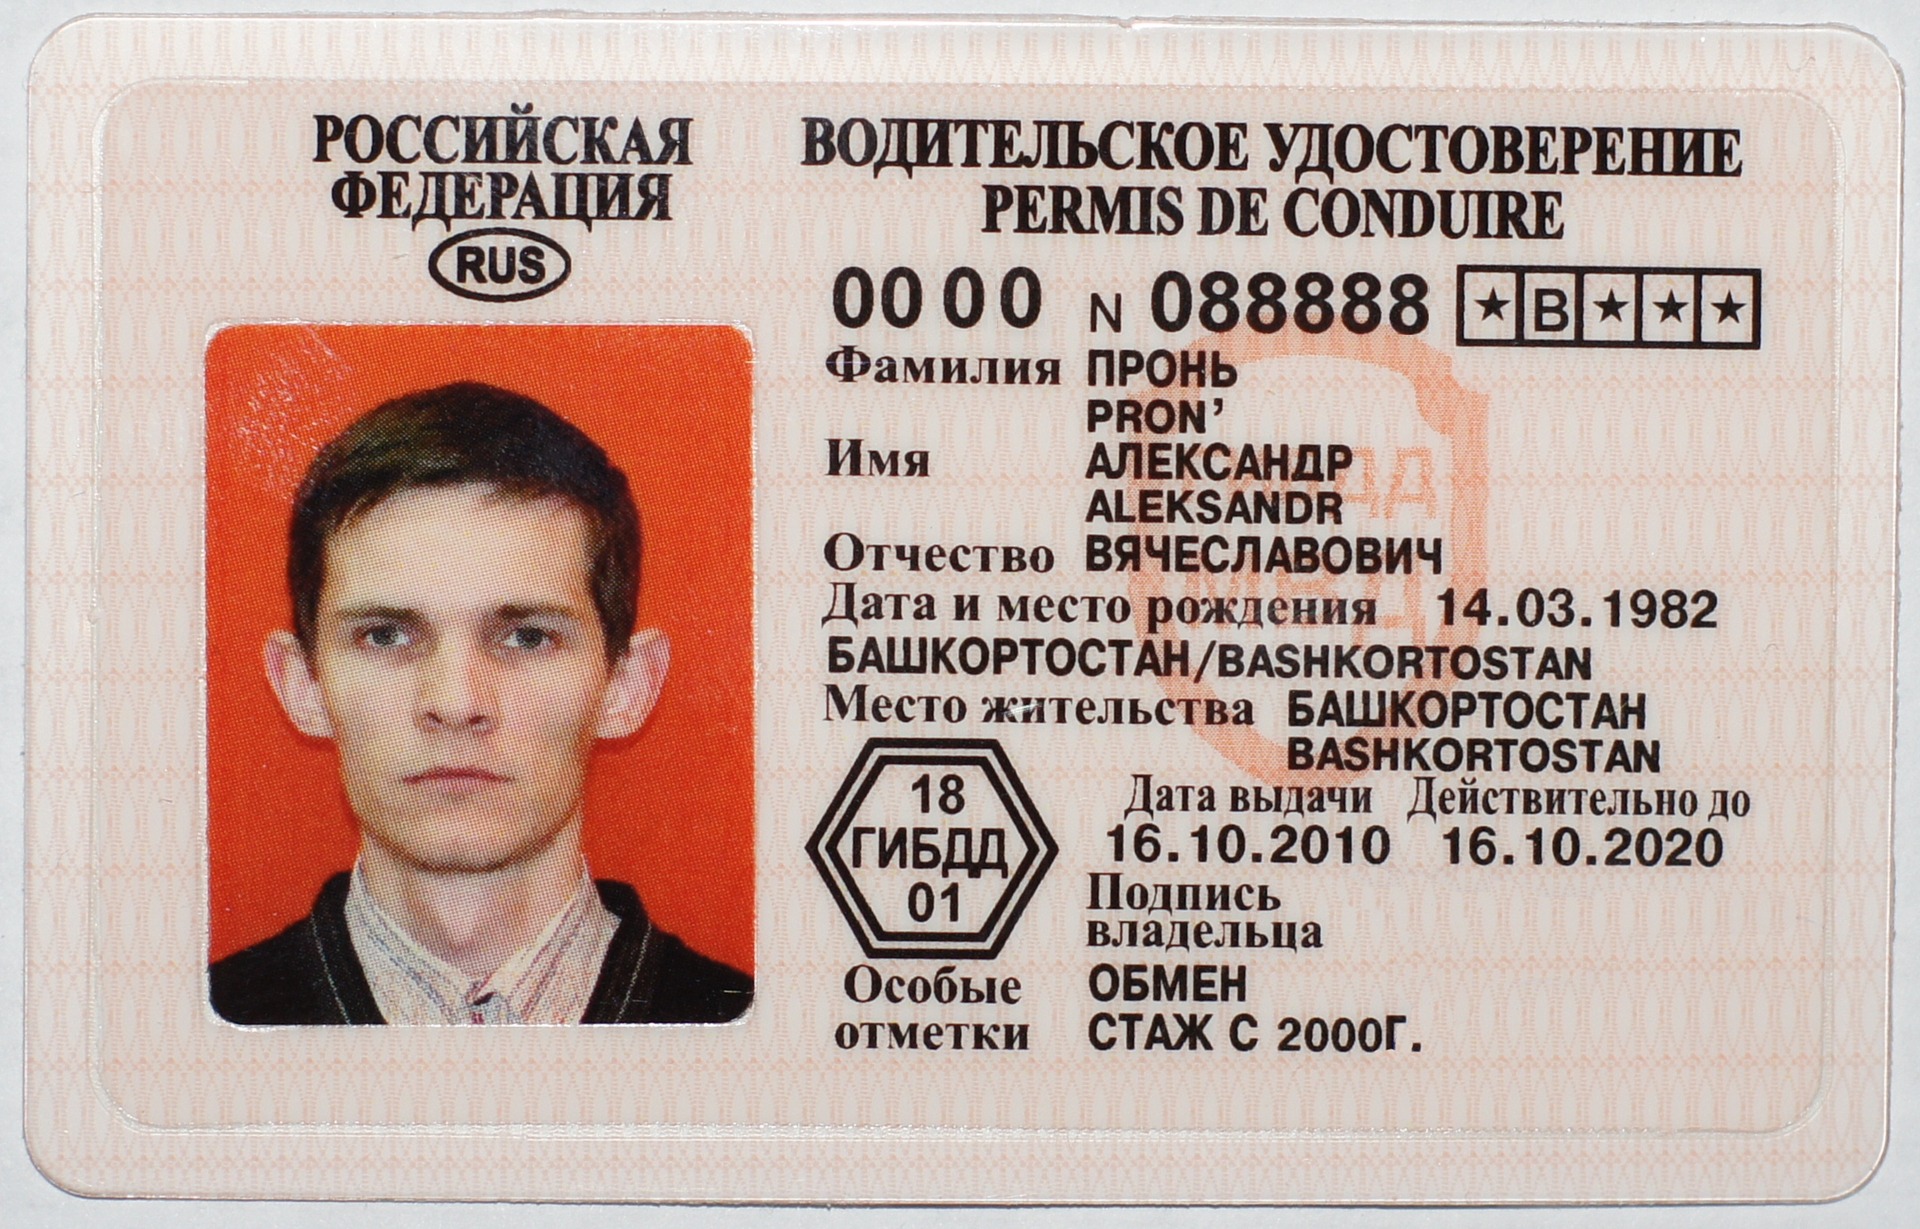 РОССИЙСКАЯ
ФЕДЕРАЦИЯ
RUS
ВОДИТЕЛЬСКОЕ УДОСТОВЕРЕНИЕ
PERMIS DE CONDUIRE
00 00 N 088888 ★ B ★ ★ ★
Фамилия ПРОНЬ
PRON’
Имя АЛЕКСАНДР
ALEKSANDR
Отчество ВЯЧЕСЛАВОВИЧ
Дата и место рождения 14.03.1982
БАШКОРТОСТАН/BASHKORTOSTAN
Место жительства БАШКОРТОСТАН
BASHKORTOSTAN
18
ГИБДД
01
Дата выдачи Действительно до
16.10.2010 16.10.2020
Подпись
владельца
Особые ОБМЕН
отметки СТАЖ С 2000Г.